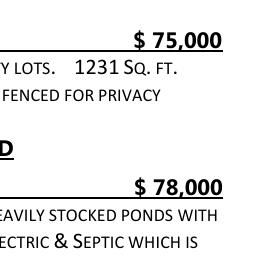 $ 75,000
Y LOTS. 1231 SQ. FT.
FENCED FOR PRIVACY
D
$ 78,000
EAVILY STOCKED PONDS WITH
ECTRIC & SEPTIC WHICH IS